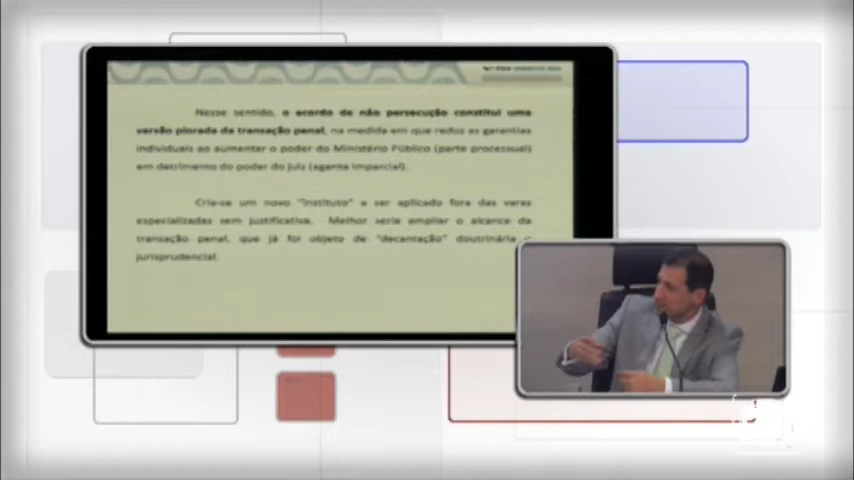 Nesse sentido, o acordo de não persecução constitui uma
versão piorada da transação penal, na medida em que reduz as garantias
individuais ao aumentar o poder do Ministério Público (parte processual)
em detrimento do poder do juiz (agente imparcial).
Cria-se um novo "instituto" a ser aplicado fora das varas
especializadas sem justificativa. Melhor seria ampliar o alcance da
transação penal, que já foi objeto de "decantação" doutrinária e
jurisprudencial.